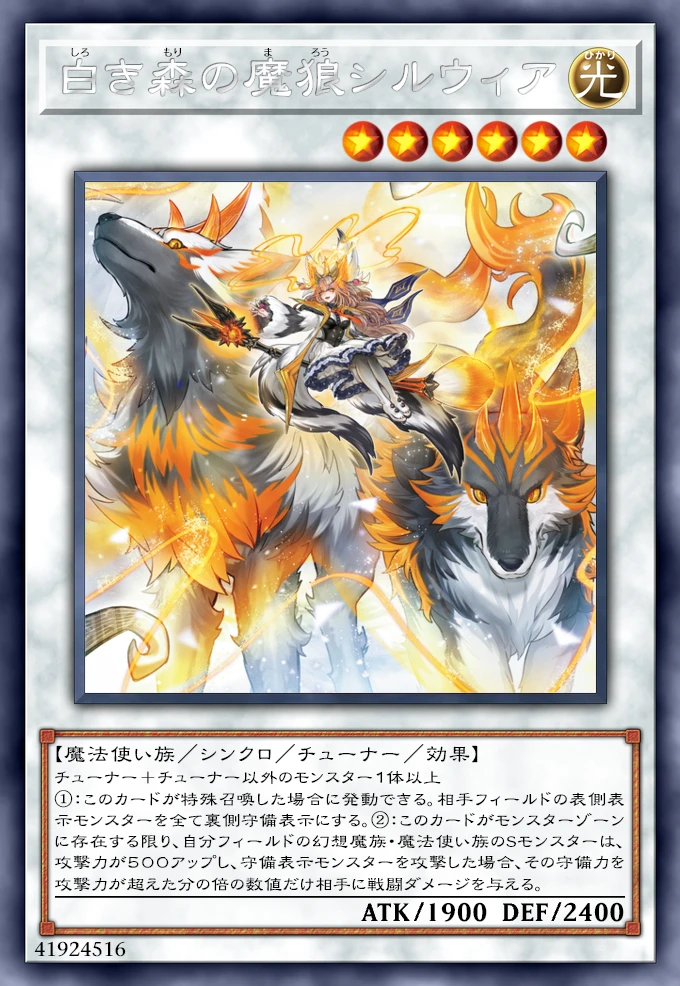 しろ もり ま ろう
白き森の魔狼シルウィア
ひかり
光
【魔法使い族／シンクロ／チューナー／効果】
チューナー＋チューナー以外のモンスター１体以上
①：このカードが特殊召喚した場合に発動できる。相手フィールドの表側表
示モンスターを全て裏側守備表示にする。②：このカードがモンスターゾーン
に存在する限り、自分フィールドの幻想魔族・魔法使い族のSモンスターは、
攻撃力が５００アップし、守備表示モンスターを攻撃した場合、その守備力を
攻撃力が超えた分の倍の数値だけ相手に戦闘ダメージを与える。
ATK/1900 DEF/2400
41924516